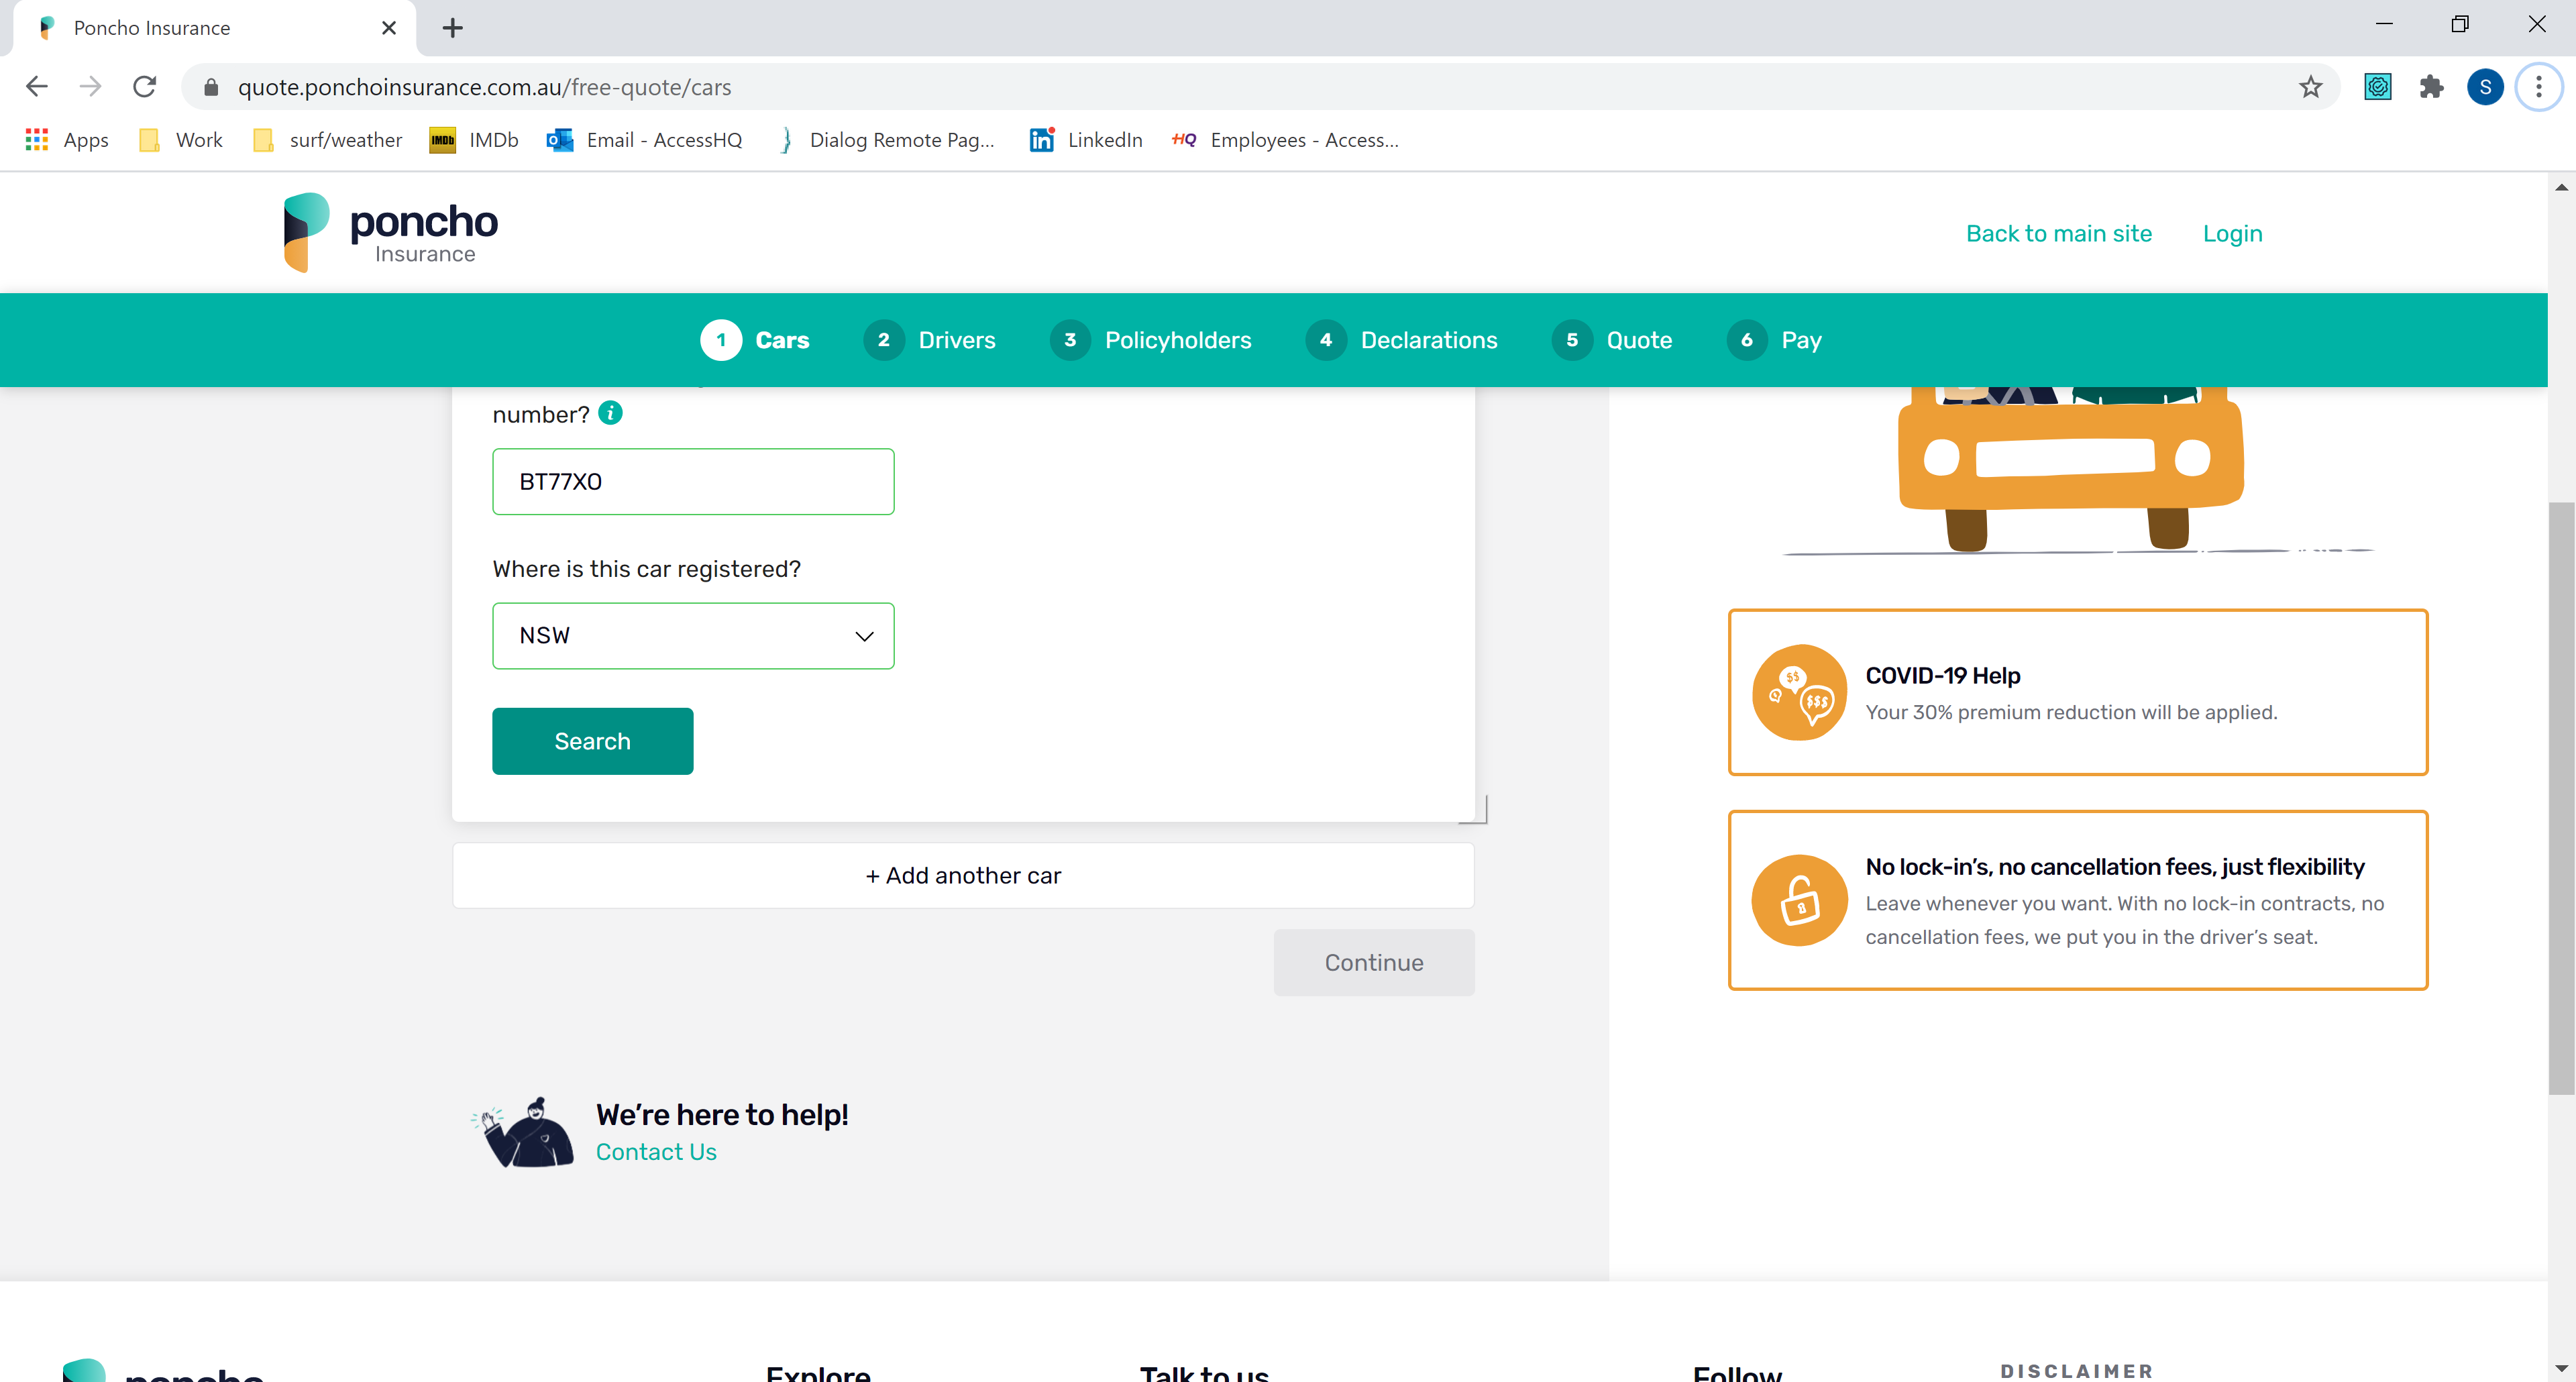 Poncho Insurance
quote.ponchoinsurance.com.au/free-quote/cars
S
Apps
Work
surf/weather
IMDb IMDb
Email - AccessHQ
Dialog Remote Pag...
in LinkedIn
HQ Employees - Access...
poncho
Insurance
Back to main site
Login
1 Cars
2 Drivers
3 Policyholders
4 Declarations
5 Quote
6 Pay
number? i
BT77XO
Where is this car registered?
NSW
Search
+ Add another car
Continue
We're here to help!
Contact Us
$$
$$$
COVID-19 Help
Your 30% premium reduction will be applied.
No lock-in's, no cancellation fees, just flexibility
Leave whenever you want. With no lock-in contracts, no
cancellation fees, we put you in the driver's seat.
poncho
Explore
Talk to us
Follow
DISCLAIMER